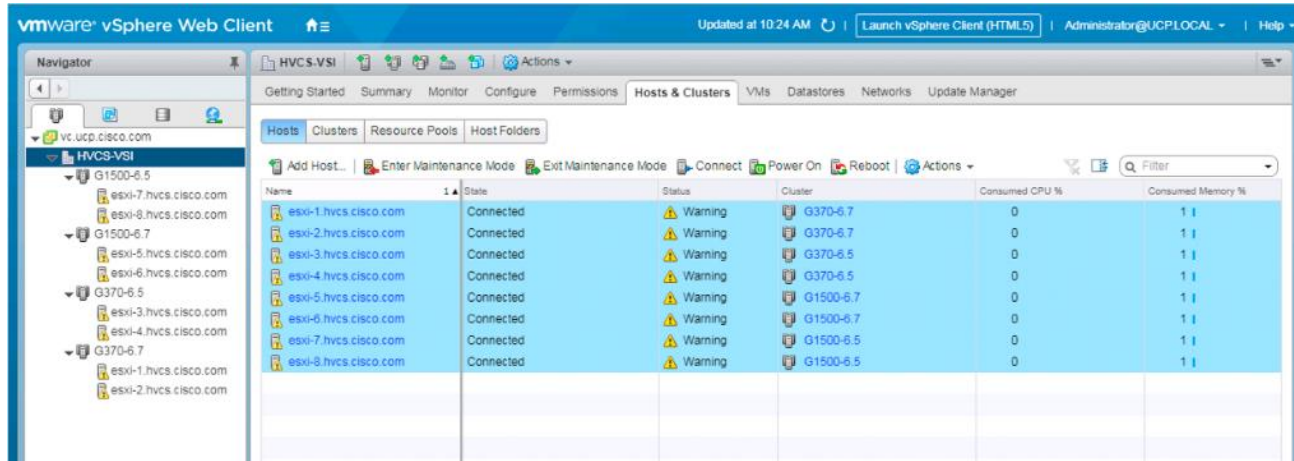 vmware® vSphere Web Client Updated at 10:24 AM | Launch vSphere Client (HTML5) | Administrator@UCP.LOCAL | Help
Navigator
vc.ucp.cisco.com
HVCS-VSI
G1500-6.5
esxi-7.hvcs.cisco.com
esxi-8.hvcs.cisco.com
G1500-6.7
esxi-5.hvcs.cisco.com
esxi-6.hvcs.cisco.com
G370-6.5
esxi-3.hvcs.cisco.com
esxi-4.hvcs.cisco.com
G370-6.7
esxi-1.hvcs.cisco.com
esxi-2.hvcs.cisco.com
HVCS-VSI Actions
Getting Started Summary Monitor Configure Permissions Hosts & Clusters VMs Datastores Networks Update Manager
Hosts Clusters Resource Pools Host Folders
Add Host... | Enter Maintenance Mode Exit Maintenance Mode Connect Power On Reboot | Actions Filter
Name 1 State Status Cluster Consumed CPU % Consumed Memory %
esxi-1.hvcs.cisco.com Connected Warning G370-6.7 0 1
esxi-2.hvcs.cisco.com Connected Warning G370-6.7 0 1
esxi-3.hvcs.cisco.com Connected Warning G370-6.5 0 1
esxi-4.hvcs.cisco.com Connected Warning G370-6.5 0 1
esxi-5.hvcs.cisco.com Connected Warning G1500-6.7 0 1
esxi-6.hvcs.cisco.com Connected Warning G1500-6.7 0 1
esxi-7.hvcs.cisco.com Connected Warning G1500-6.5 0 1
esxi-8.hvcs.cisco.com Connected Warning G1500-6.5 0 1